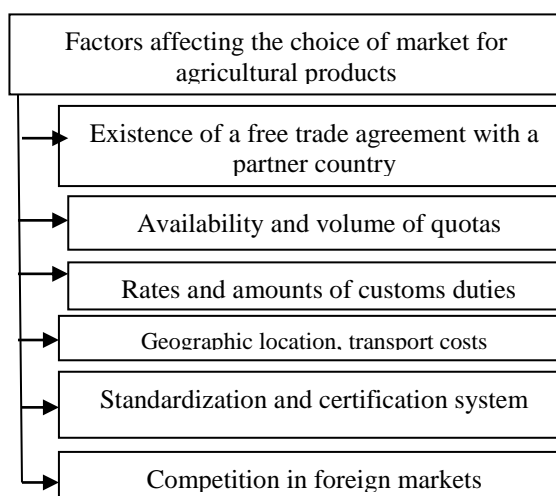 Factors affecting the choice of market for
agricultural products
Existence of a free trade agreement with a
partner country
Availability and volume of quotas
Rates and amounts of customs duties
Geographic location, transport costs
Standardization and certification system
Competition in foreign markets